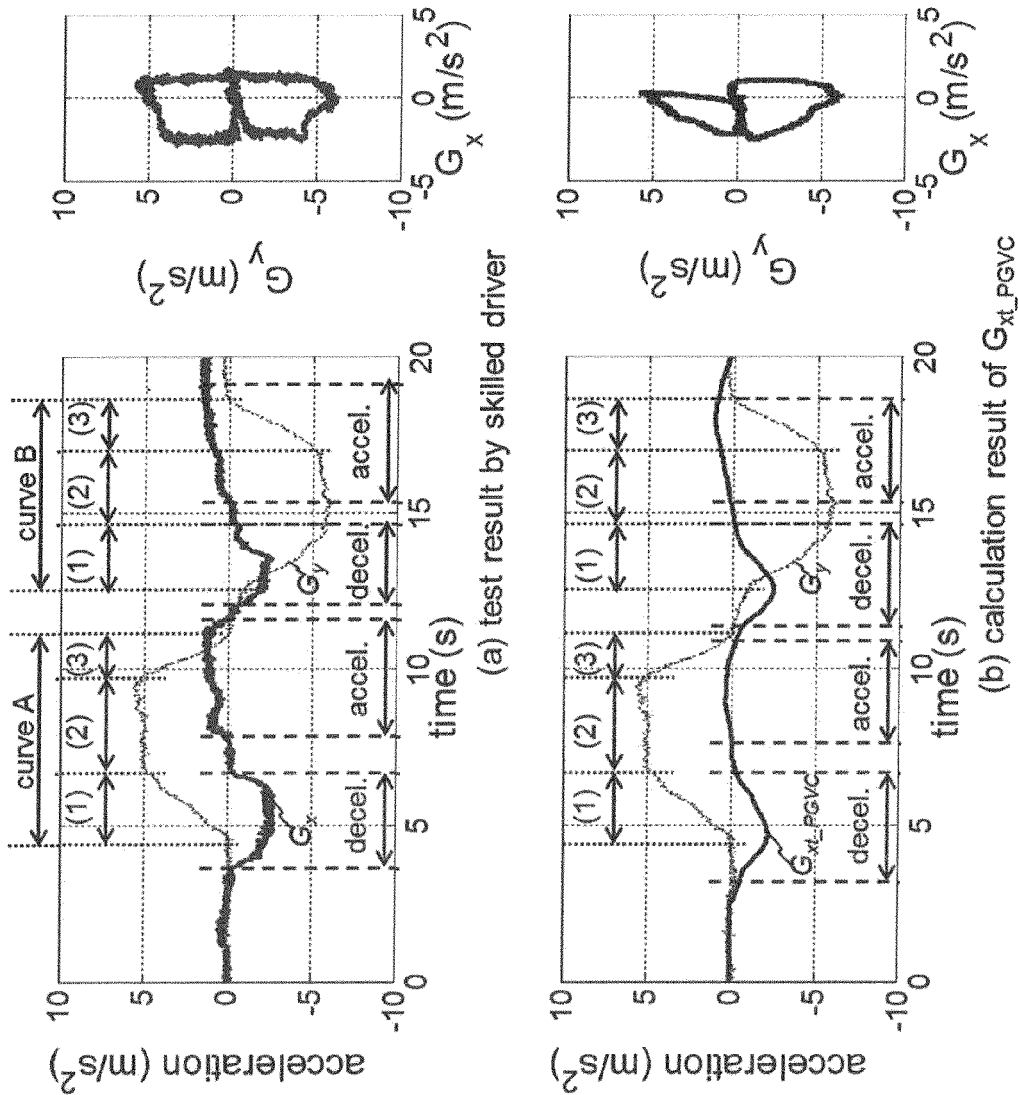 curve A
curve B
(1)
(2)
(3)
(1)
(2)
(3)
10
5
0
-5
-10
acceleration (m/s²)
Gₓ
G_y
decel.
accel.
decel.
accel.
0
5
10
15
20
time (s)
10
5
0
-5
-10
G_y (m/s²)
-5
0
5
Gₓ (m/s²)
(a) test result by skilled driver
(1)
(2)
(3)
(1)
(2)
(3)
10
5
0
-5
-10
acceleration (m/s²)
G_xt_PGVC
G_y
decel.
accel.
decel.
accel.
0
5
10
15
20
time (s)
10
5
0
-5
-10
G_y (m/s²)
-5
0
5
Gₓ (m/s²)
(b) calculation result of G_xt_PGVC